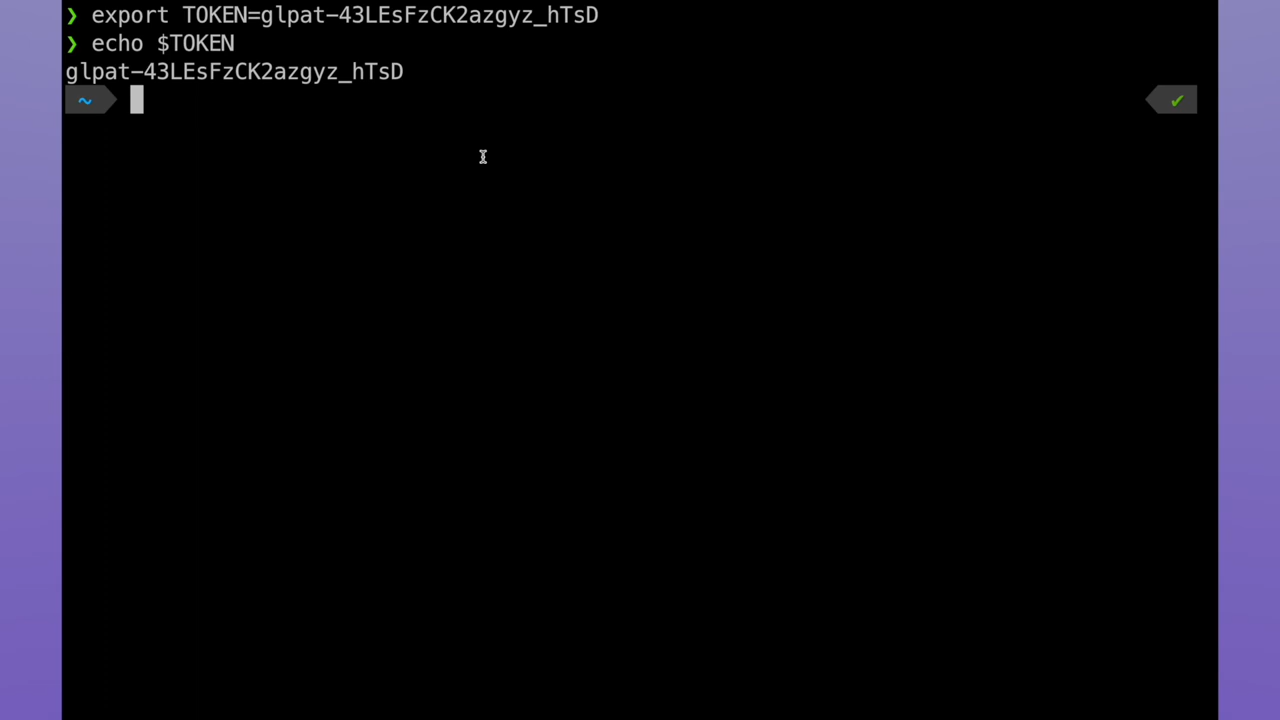 ❯ export TOKEN=glpat-43LEsFzCK2azgyz_hTsD
❯ echo $TOKEN
glpat-43LEsFzCK2azgyz_hTsD
~ ✔